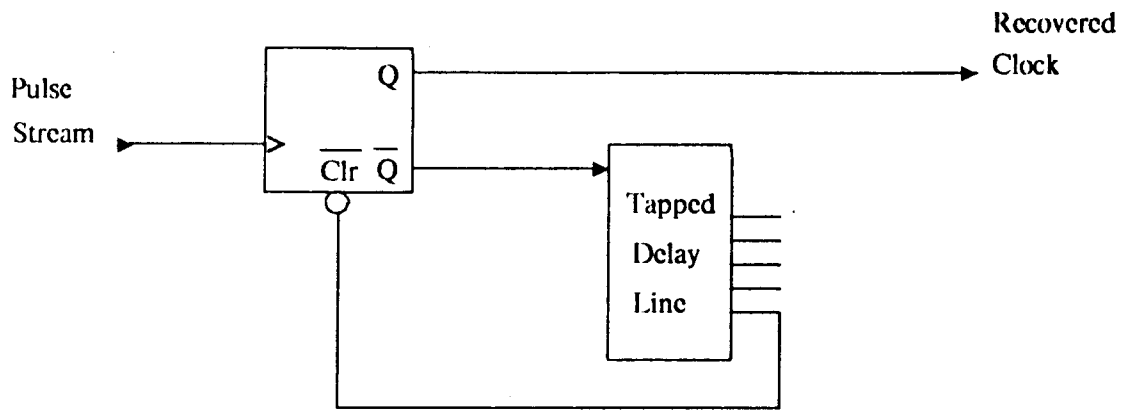 Recovered
Clock
Pulse
Stream
Q
Clr Q
Tapped
Delay
Line